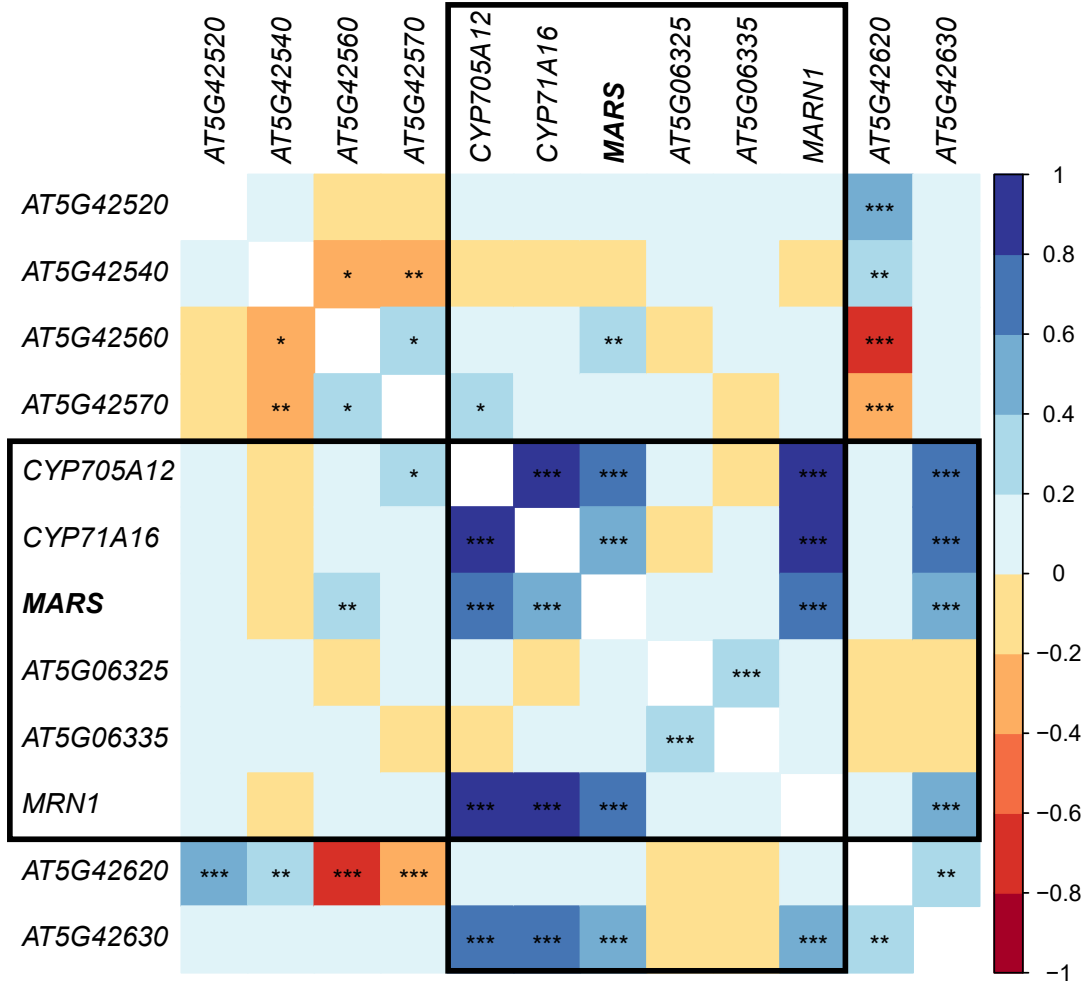 AT5G42520
AT5G42540
AT5G42560
AT5G42570
CYP705A12
CYP71A16
MARS
AT5G06325
AT5G06335
MARN1
AT5G42620
AT5G42630
AT5G42520 ***
AT5G42540 * ** **
AT5G42560 * * ** ***
AT5G42570 ** * * ***
CYP705A12 * *** *** *** ***
CYP71A16 *** *** *** ***
MARS ** *** *** *** ***
AT5G06325 ***
AT5G06335 ***
MRN1 *** *** *** ***
AT5G42620 *** ** *** *** **
AT5G42630 *** *** *** *** **
1
0.8
0.6
0.4
0.2
0
−0.2
−0.4
−0.6
−0.8
−1